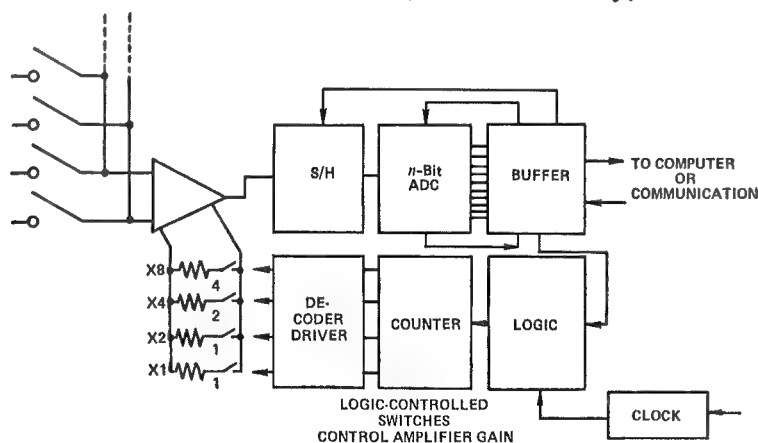 S/H
n-Bit
ADC
BUFFER
TO COMPUTER
OR
COMMUNICATION
X8
4
X4
2
X2
1
X1
1
DE-
CODER
DRIVER
COUNTER
LOGIC
LOGIC-CONTROLLED
SWITCHES
CONTROL AMPLIFIER GAIN
CLOCK